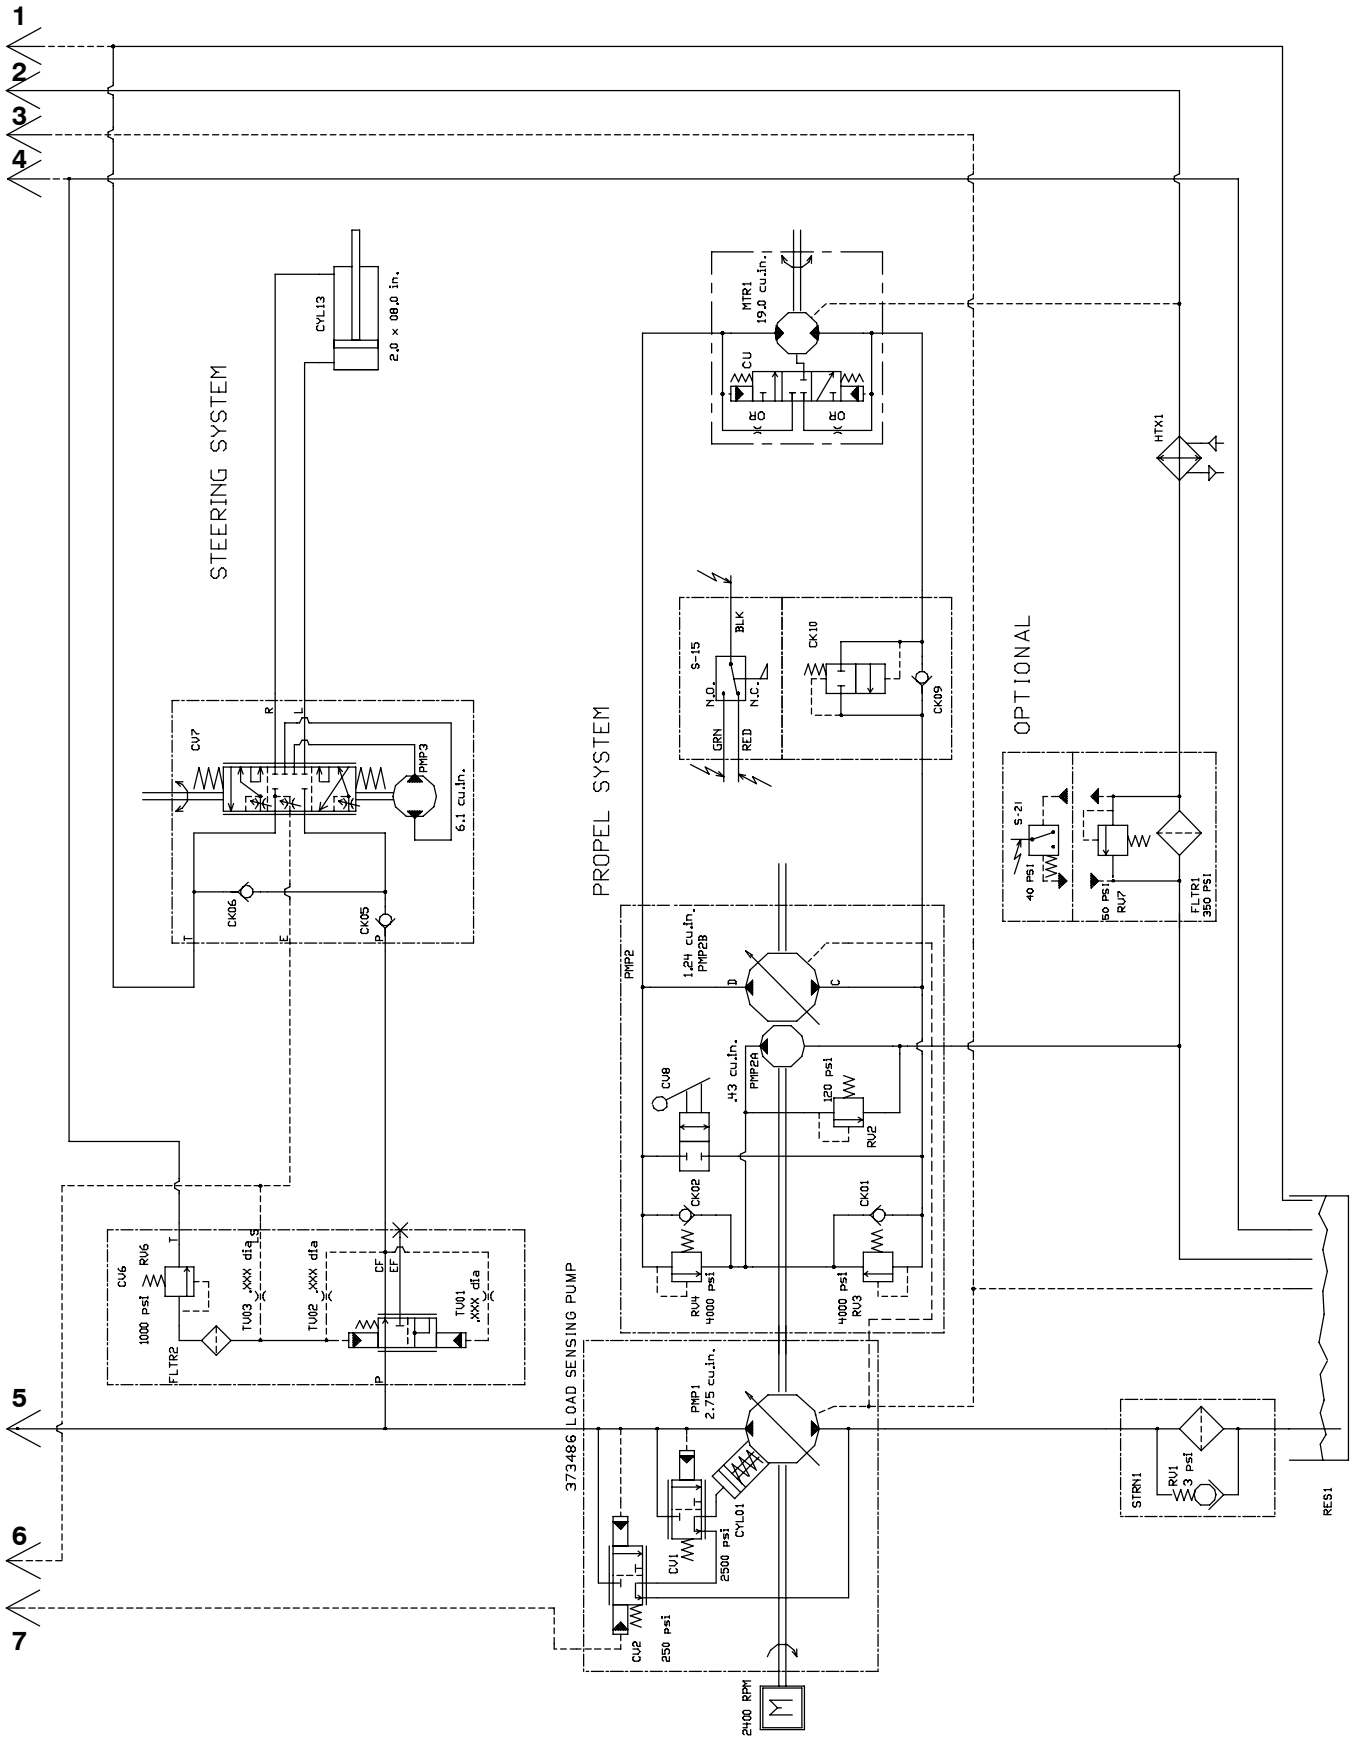 1
2
3
4
5
6
7
STEERING SYSTEM
CYL13
2.0 x 08.0 in.
CV7
R
L
PMP3
6.1 cu.in.
CK06
CK05
T
E
P
CV6
RV6
1000 psi
T
FLTR2
TV03 .XXX dia
LS
TV02 .XXX dia
CF
EF
TV01
.XXX dia
P
PROPEL SYSTEM
MTR1
19.0 cu.in.
CU
OR
OR
S-15
N.O.
N.C.
BLK
GRN
RED
CK10
CK09
PMP2
1.24 cu.in.
PMP2B
D
C
.43 cu.in.
PMP2A
CV8
120 psi
RV2
CK02
CK01
RV4
4000 psi
4000 psi
RV3
OPTIONAL
S-21
40 PSI
50 PSI
RV7
FLTR1
350 PSI
HTX1
373486 LOAD SENSING PUMP
PMP1
2.75 cu.in.
CYL01
CV1
2500 psi
CV2
250 psi
2400 RPM
M
STRN1
RV1
3 psi
RES1